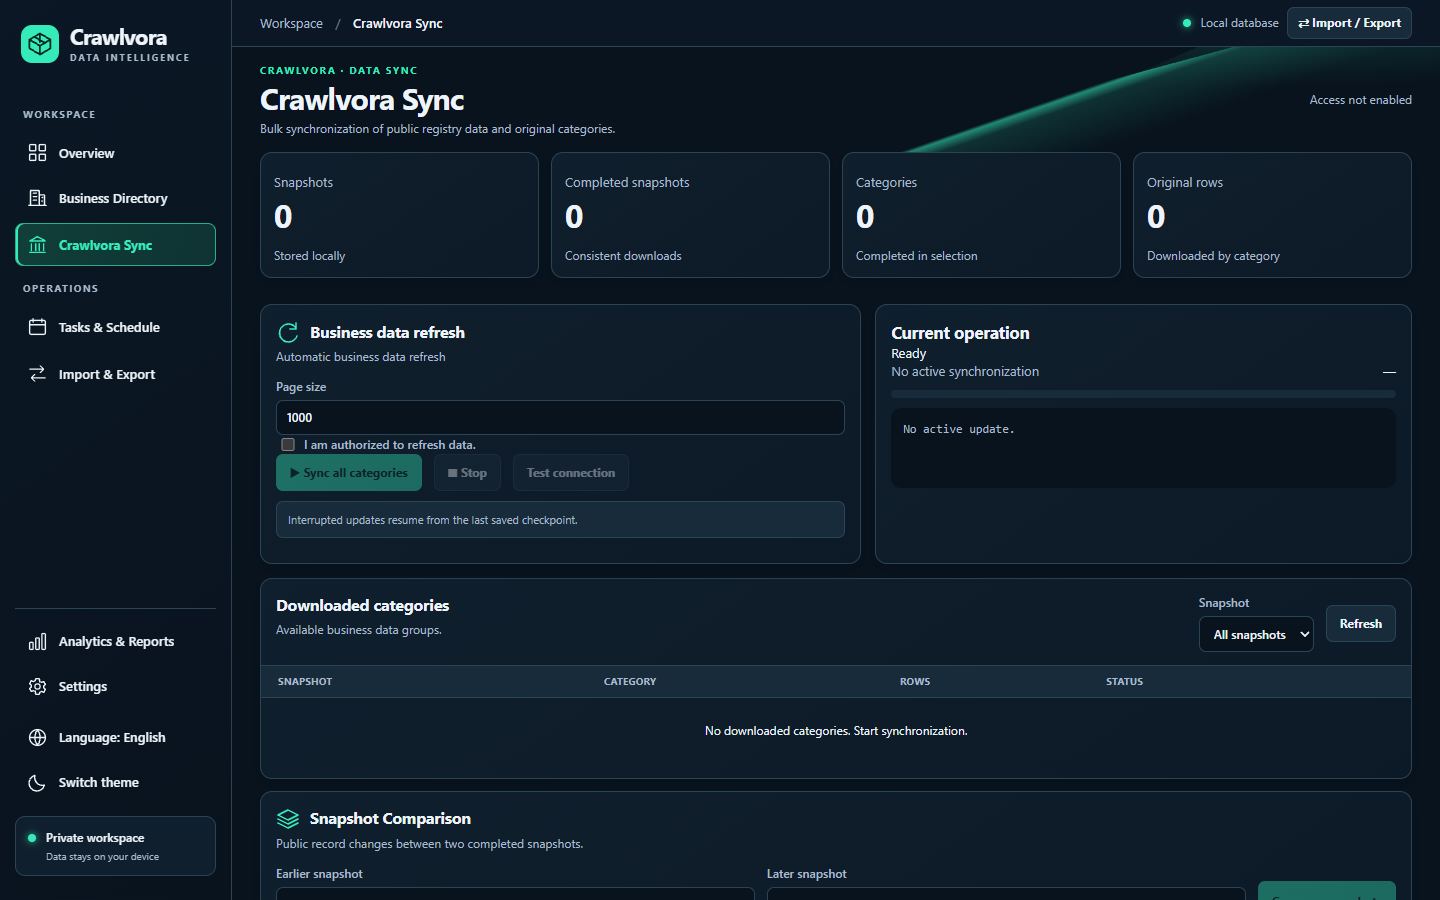 Crawlvora
DATA INTELLIGENCE
WORKSPACE
Overview
Business Directory
Crawlvora Sync
OPERATIONS
Tasks & Schedule
Import & Export
Analytics & Reports
Settings
Language: English
Switch theme
Private workspace
Data stays on your device
Workspace / Crawlvora Sync
Local database
⇄ Import / Export
CRAWLVORA · DATA SYNC
Crawlvora Sync
Bulk synchronization of public registry data and original categories.
Access not enabled
Snapshots
0
Stored locally
Completed snapshots
0
Consistent downloads
Categories
0
Completed in selection
Original rows
0
Downloaded by category
Business data refresh
Automatic business data refresh
Page size
1000
I am authorized to refresh data.
▶ Sync all categories
■ Stop
Test connection
Interrupted updates resume from the last saved checkpoint.
Current operation
Ready
No active synchronization —
No active update.
Downloaded categories
Available business data groups.
Snapshot
All snapshots
Refresh
SNAPSHOT CATEGORY ROWS STATUS
No downloaded categories. Start synchronization.
Snapshot Comparison
Public record changes between two completed snapshots.
Earlier snapshot
Later snapshot